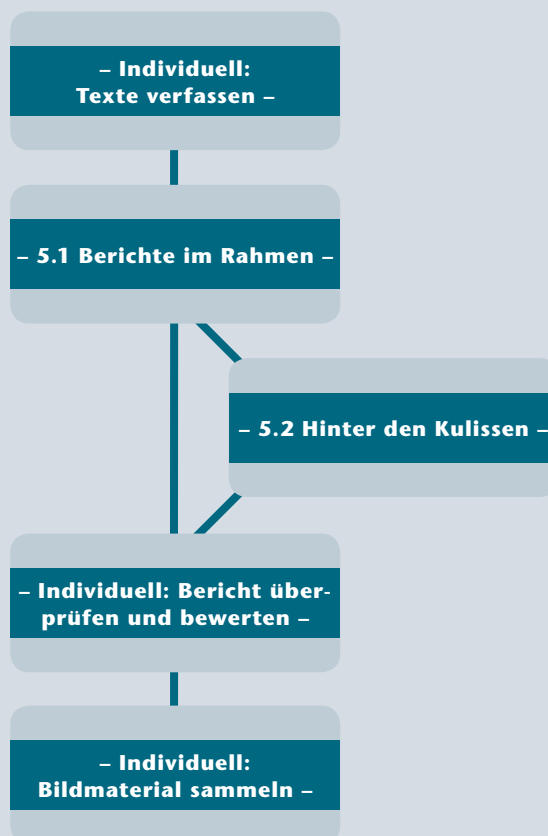 – Individuell:
Texte verfassen –
– 5.1 Berichte im Rahmen –
– 5.2 Hinter den Kulissen –
– Individuell: Bericht über-
prüfen und bewerten –
– Individuell:
Bildmaterial sammeln –